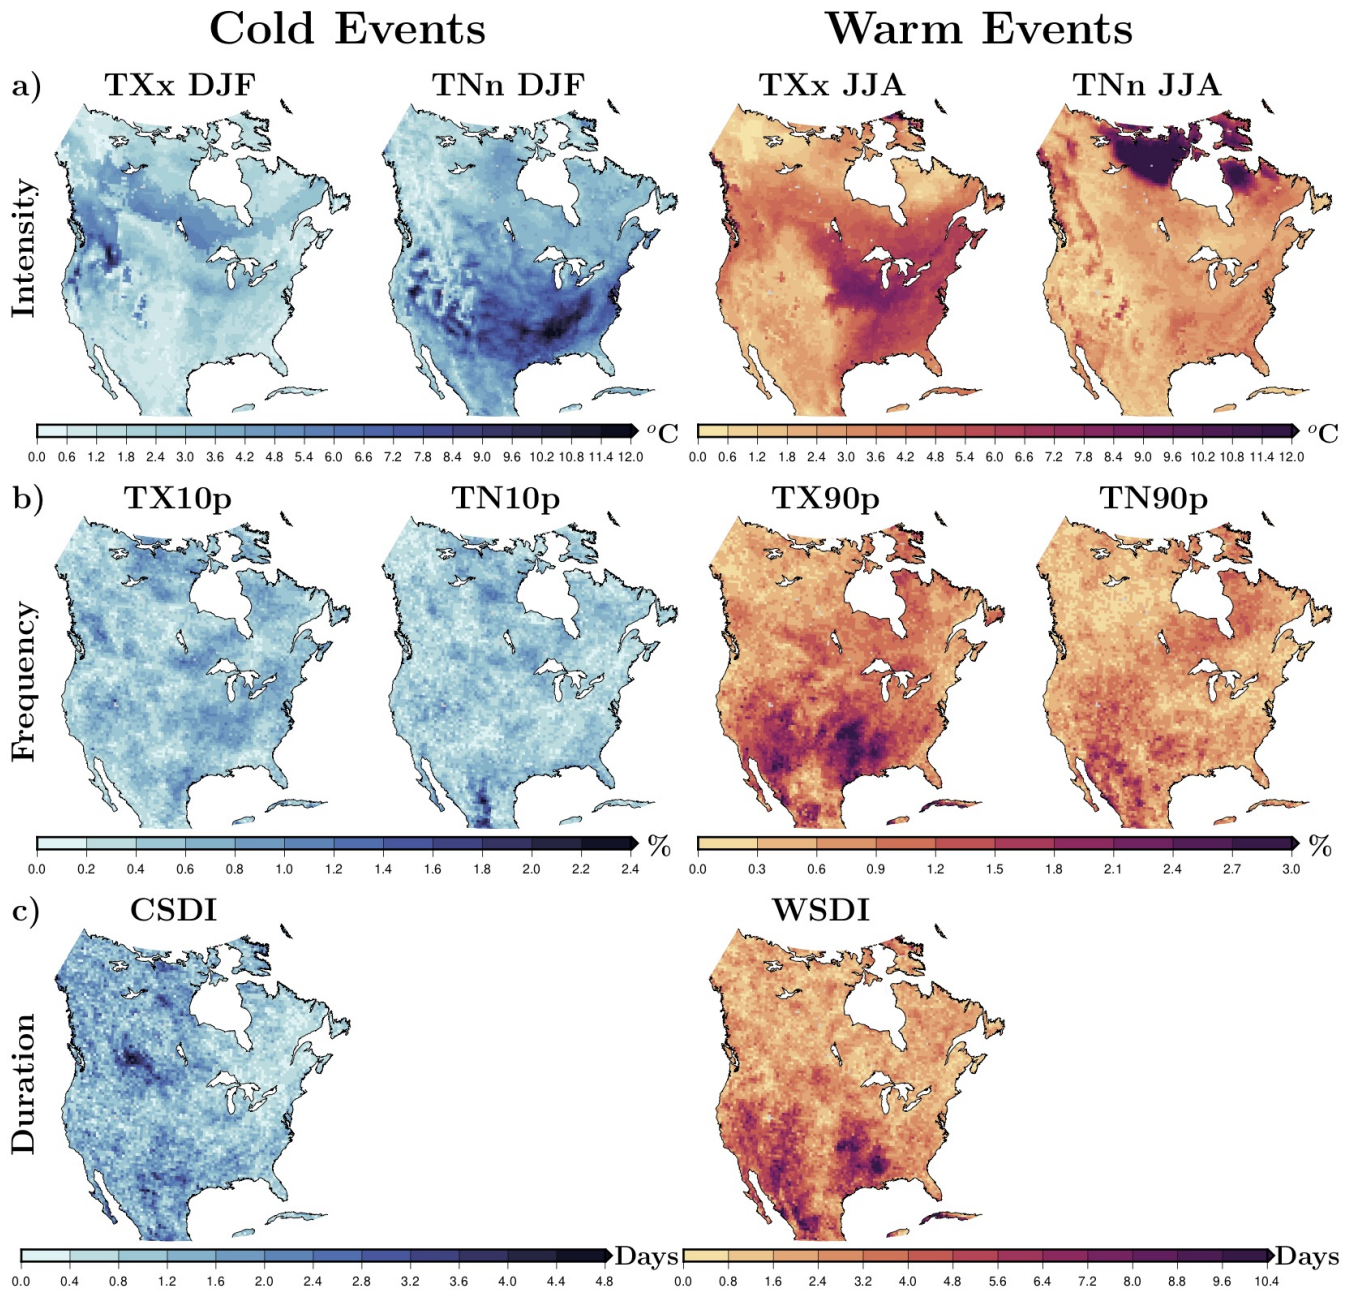 Cold Events Warm Events
a) TXx DJF TNn DJF TXx JJA TNn JJA
Intensity
0.0 0.6 1.2 1.8 2.4 3.0 3.6 4.2 4.8 5.4 6.0 6.6 7.2 7.8 8.4 9.0 9.6 10.2 10.8 11.4 12.0 °C
0.0 0.6 1.2 1.8 2.4 3.0 3.6 4.2 4.8 5.4 6.0 6.6 7.2 7.8 8.4 9.0 9.6 10.2 10.8 11.4 12.0 °C
b) TX10p TN10p TX90p TN90p
Frequency
0.0 0.2 0.4 0.6 0.8 1.0 1.2 1.4 1.6 1.8 2.0 2.2 2.4 %
0.0 0.3 0.6 0.9 1.2 1.5 1.8 2.1 2.4 2.7 3.0 %
c) CSDI WSDI
Duration
0.0 0.4 0.8 1.2 1.6 2.0 2.4 2.8 3.2 3.6 4.0 4.4 4.8 Days
0.0 0.8 1.6 2.4 3.2 4.0 4.8 5.6 6.4 7.2 8.0 8.8 9.6 10.4 Days